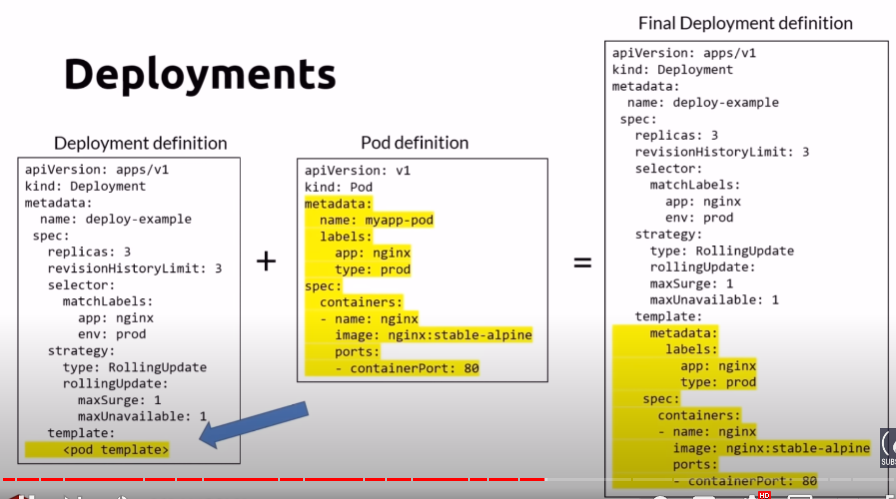 Final Deployment definition
Deployments
Deployment definition
apiVersion: apps/v1
kind: Deployment
metadata:
name: deploy-example
spec:
replicas: 3
revisionHistoryLimit: 3
selector:
matchLabels:
app: nginx
env: prod
strategy:
type: RollingUpdate
rollingUpdate:
maxSurge: 1
maxUnavailable: 1
template:
<pod template>
+
Pod definition
apiVersion: v1
kind: Pod
metadata:
name: myapp-pod
labels:
app: nginx
type: prod
spec:
containers:
- name: nginx
image: nginx:stable-alpine
ports:
- containerPort: 80
=
apiVersion: apps/v1
kind: Deployment
metadata:
name: deploy-example
spec:
replicas: 3
revisionHistoryLimit: 3
selector:
matchLabels:
app: nginx
env: prod
strategy:
type: RollingUpdate
rollingUpdate:
maxSurge: 1
maxUnavailable: 1
template:
metadata:
labels:
app: nginx
type: prod
spec:
containers:
- name: nginx
image: nginx:stable-alpine
ports:
- containerPort: 80
HD